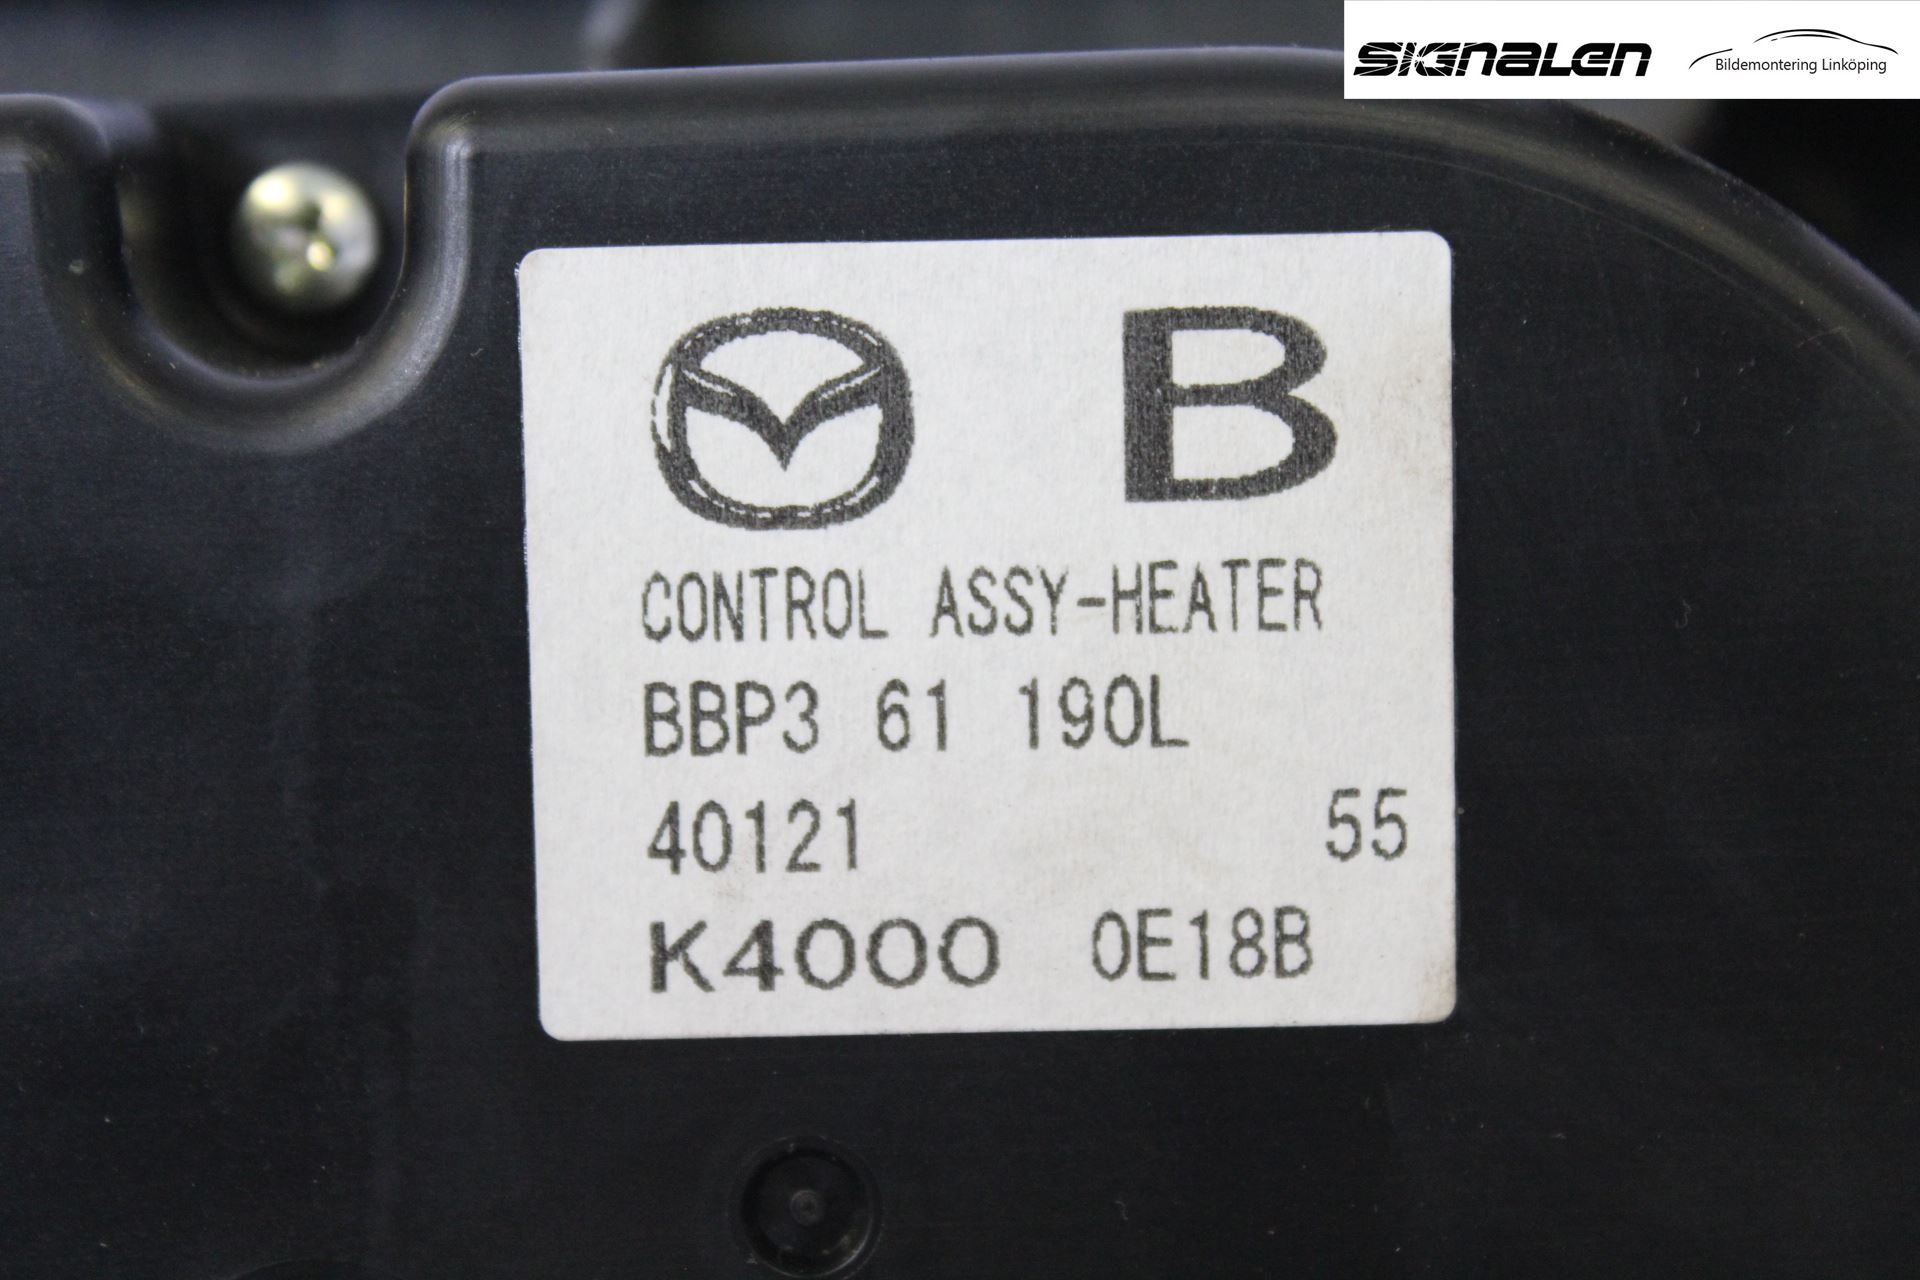 SIGNALEN
Bildemontering Linköping
B
CONTROL ASSY-HEATER
BBP3 61 190L
40121 55
K4000 0E18B